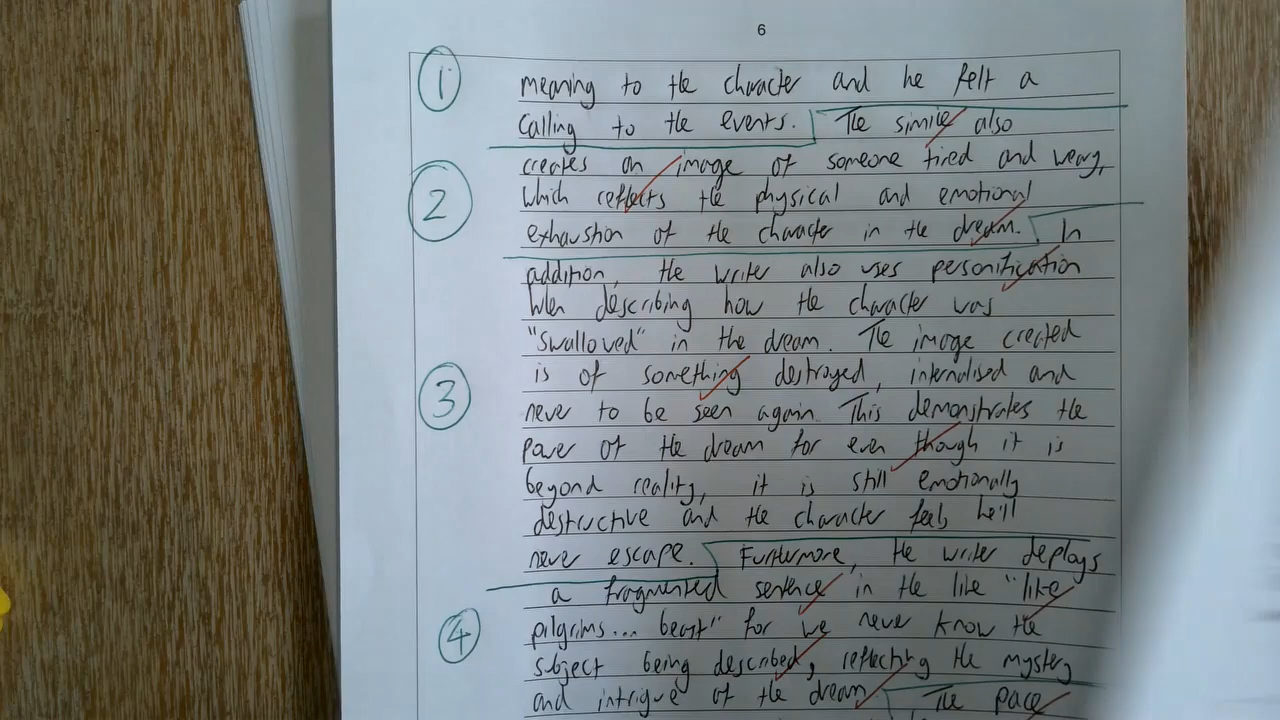 6
① meaning to the character and he felt a
calling to the events. The simile also
creates an image of someone tired and weary,
② which reflects the physical and emotional
exhaustion of the character in the dream. In
addition, the writer also uses personification
when describing how the character was
"swallowed" in the dream. The image created
③ is of something destroyed, internalised and
never to be seen again. This demonstrates the
power of the dream for even though it is
beyond reality, it is still emotionally
destructive and the character feels he'll
never escape. Furthermore, the writer deploys
a fragmented sentence in the line "like
④ pilgrims... beast" for we never know the
subject being described, reflecting the mystery
and intrigue of the dream. The pace